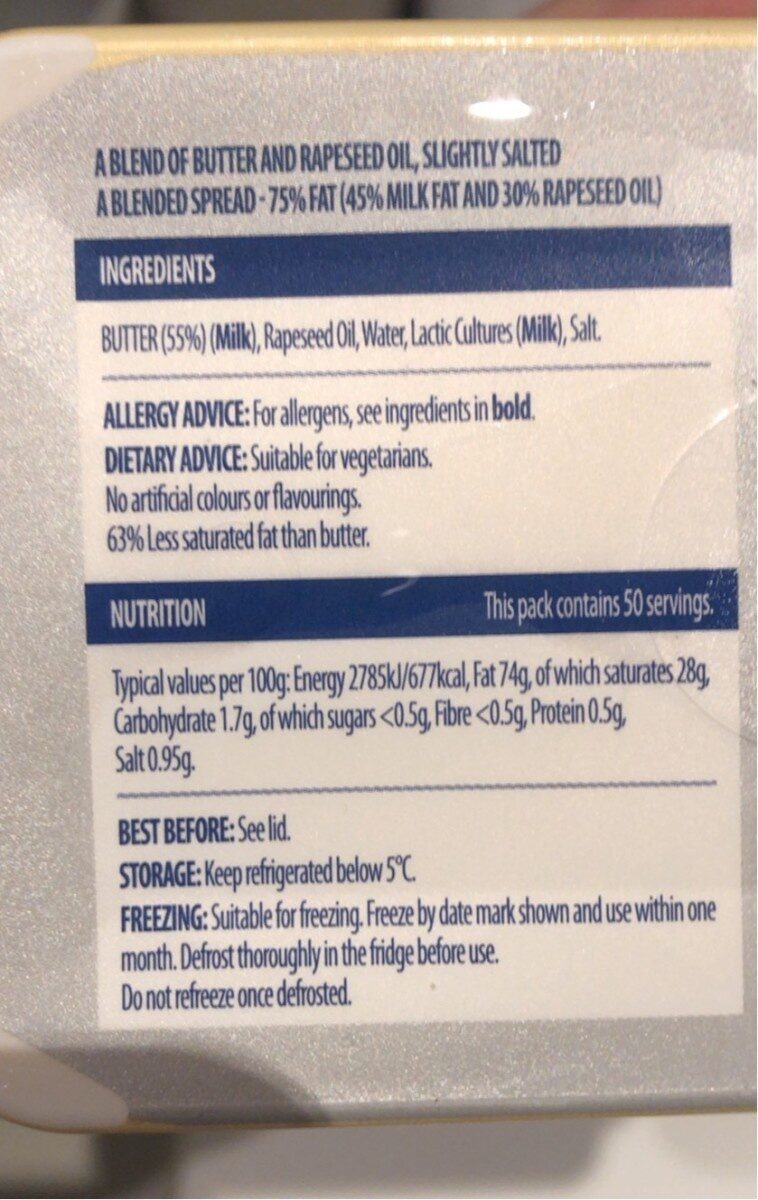 A BLEND OF BUTTER AND RAPESEED OIL, SLIGHTLY SALTED
A BLENDED SPREAD - 75% FAT (45% MILK FAT AND 30% RAPESEED OIL)
INGREDIENTS
BUTTER (55%) (Milk), Rapeseed Oil, Water, Lactic Cultures (Milk), Salt.
ALLERGY ADVICE: For allergens, see ingredients in bold.
DIETARY ADVICE: Suitable for vegetarians.
No artificial colours or flavourings.
63% Less saturated fat than butter.
NUTRITION This pack contains 50 servings.
Typical values per 100g: Energy 2785kJ/677kcal, Fat 74g, of which saturates 28g,
Carbohydrate 1.7g, of which sugars <0.5g, Fibre <0.5g, Protein 0.5g,
Salt 0.95g.
BEST BEFORE: See lid.
STORAGE: Keep refrigerated below 5°C.
FREEZING: Suitable for freezing. Freeze by date mark shown and use within one
month. Defrost thoroughly in the fridge before use.
Do not refreeze once defrosted.